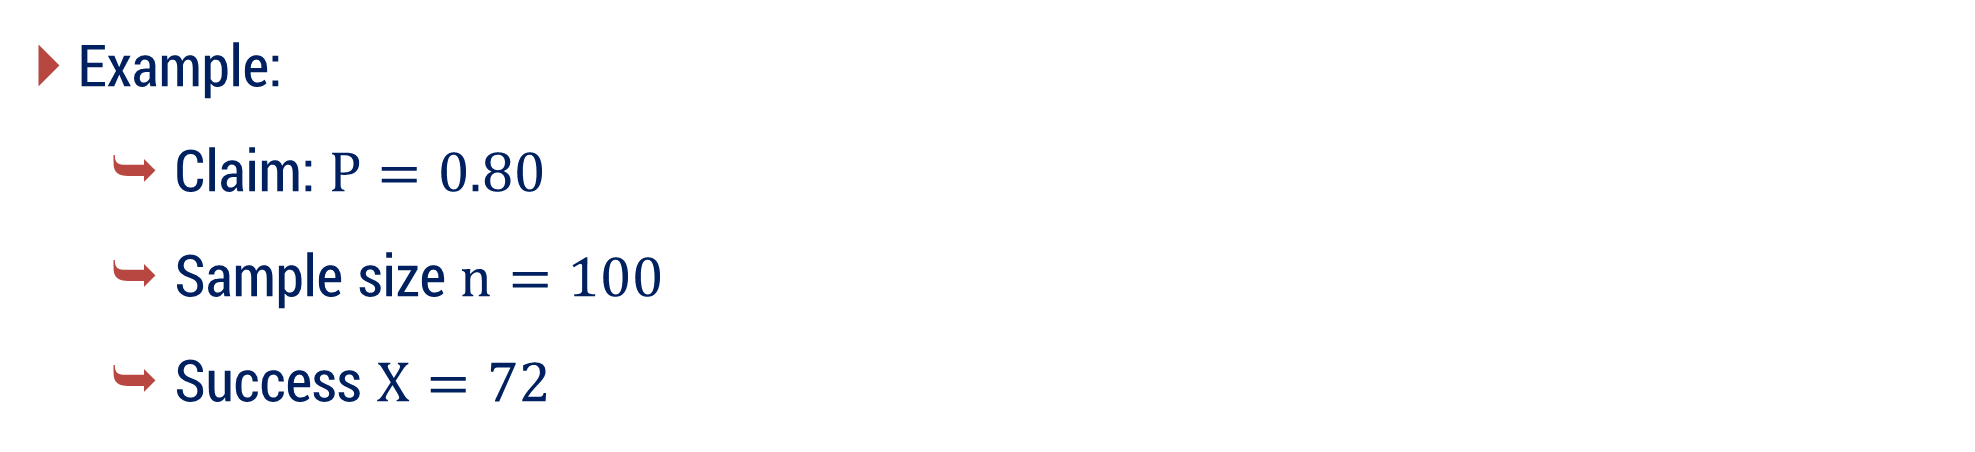 Example:
Claim: P = 0.80
Sample size n = 100
Success X = 72